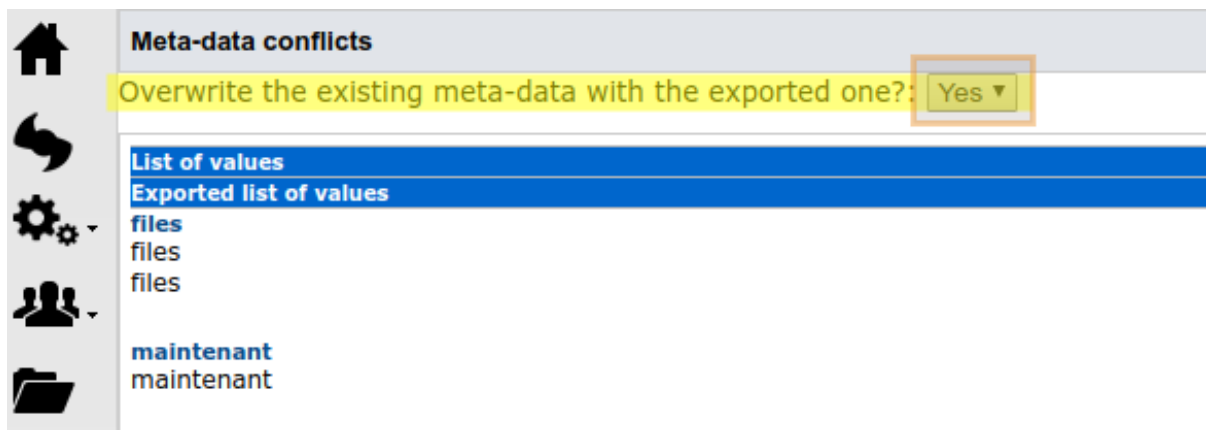 Meta-data conflicts
Overwrite the existing meta-data with the exported one?: Yes
List of values
Exported list of values
files
files
files
maintenant
maintenant